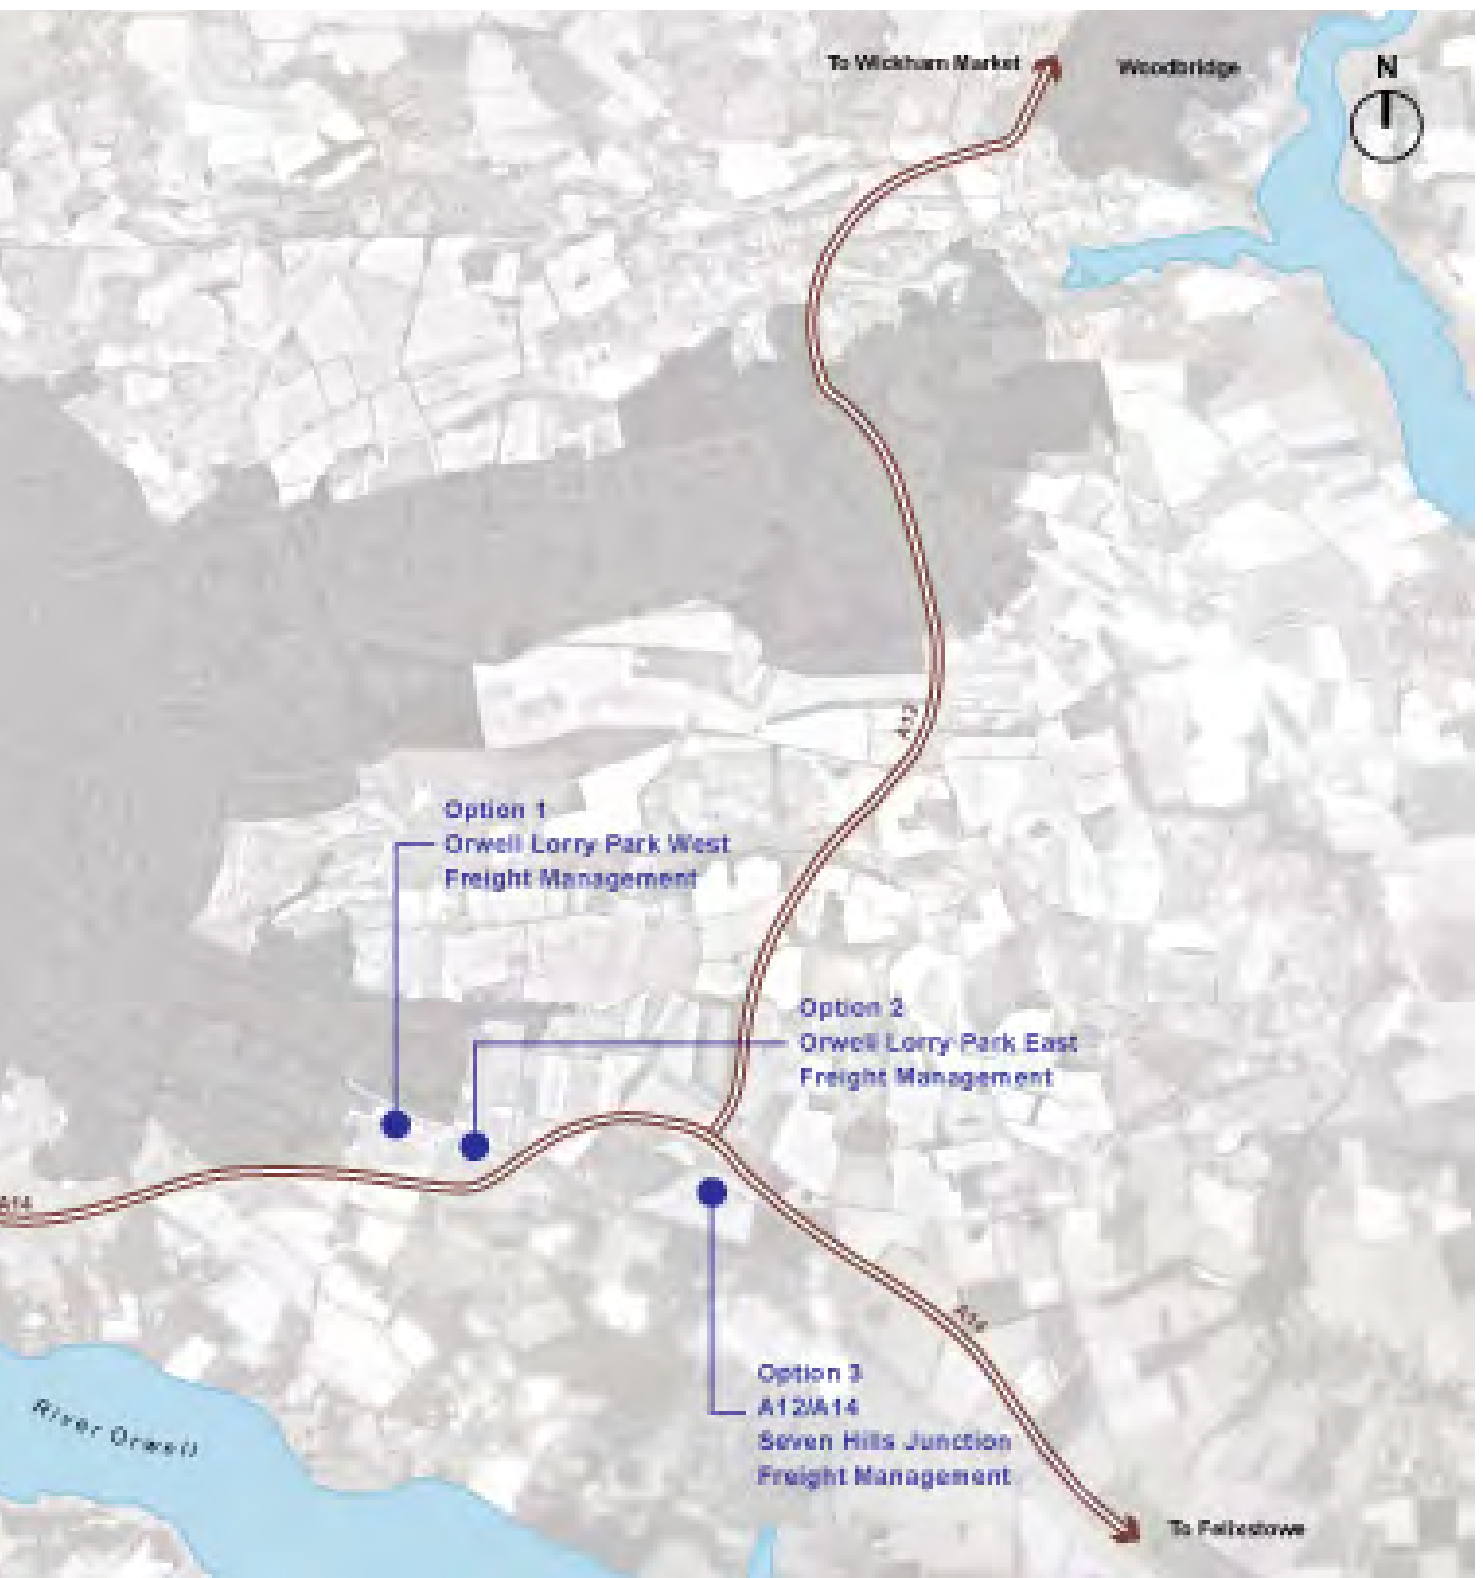 To Wickham Market
Woodbridge
N
A12
Option 1
Orwell Lorry Park West
Freight Management
Option 2
Orwell Lorry Park East
Freight Management
A14
A14
Option 3
A12/A14
Seven Hills Junction
Freight Management
River Orwell
To Felixstowe